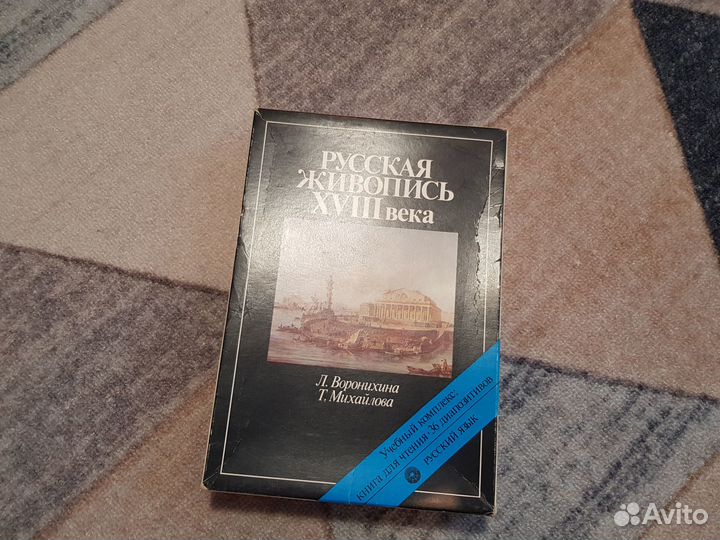 РУССКАЯ
ЖИВОПИСЬ
XVIII века
Л. Воронихина
Т. Михайлова
Учебный комплекс:
книга для чтения-36 диапозитивов
РУССКИЙ ЯЗЫК
Avito